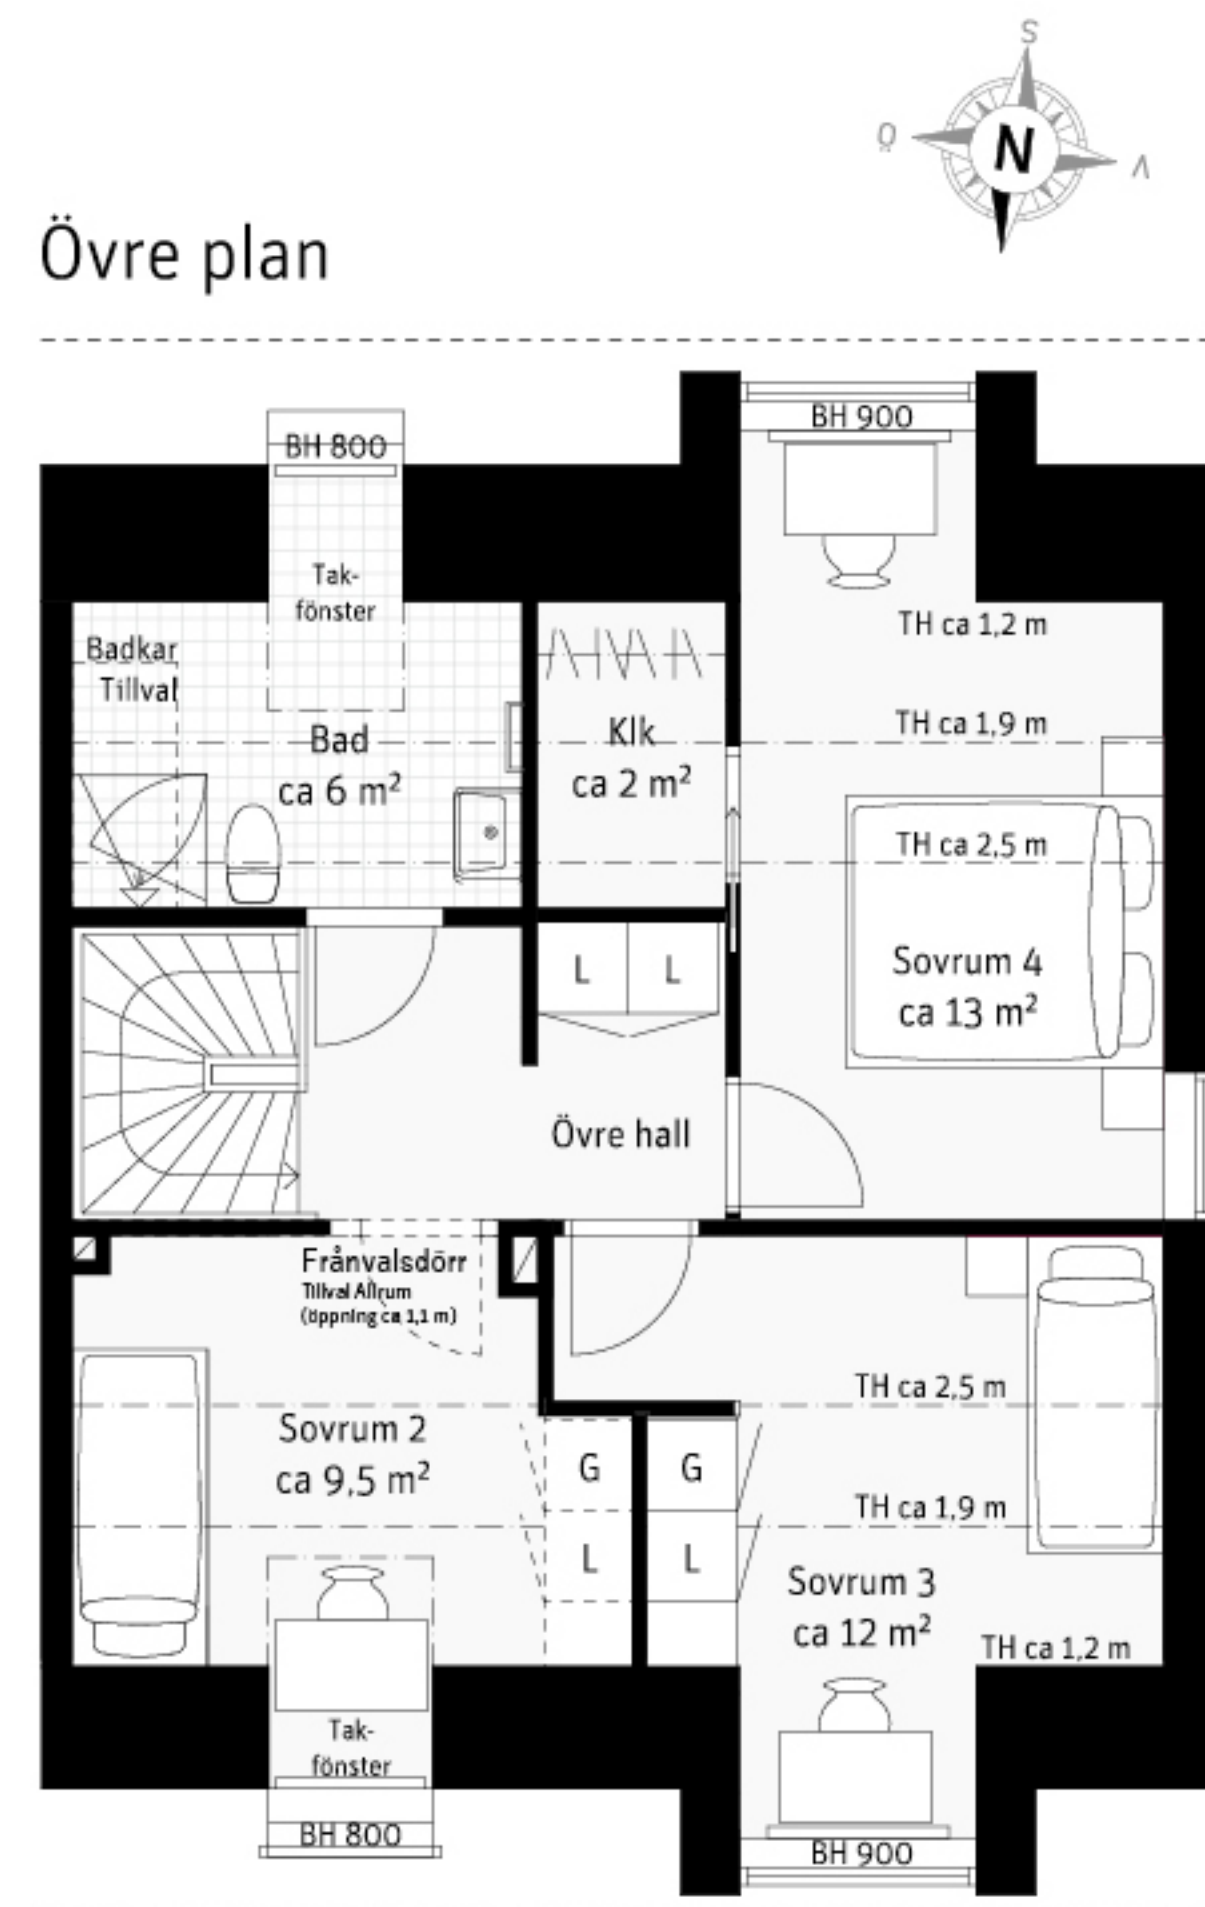 S
Ö
N
V
Övre plan
BH 900
BH 800
Tak-
fönster
TH ca 1,2 m
Badkar
Tillval
TH ca 1,9 m
Bad
ca 6 m²
Klk
ca 2 m²
TH ca 2,5 m
Sovrum 4
ca 13 m²
L
L
Övre hall
Frånvalsdörr
Tillval Allrum
(öppning ca 1,1 m)
TH ca 2,5 m
Sovrum 2
ca 9,5 m²
G
G
TH ca 1,9 m
L
L
Sovrum 3
ca 12 m²
TH ca 1,2 m
Tak-
fönster
BH 800
BH 900